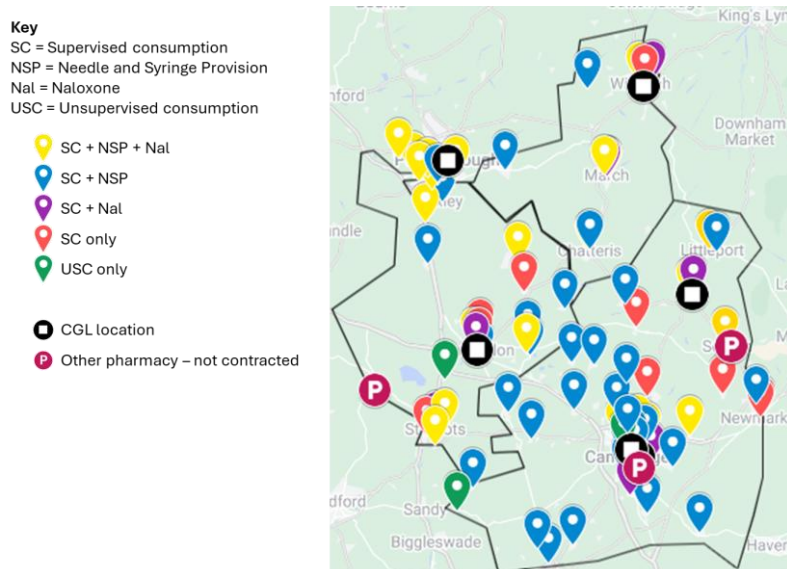 Key
SC = Supervised consumption
NSP = Needle and Syringe Provision
Nal = Naloxone
USC = Unsupervised consumption
SC + NSP + Nal
SC + NSP
SC + Nal
SC only
USC only
CGL location
P Other pharmacy – not contracted
King's Lyn
Downham
Market
March
Chatteris
Littleport
P
P
Newmark
P
Sandy
Biggleswade
Haver